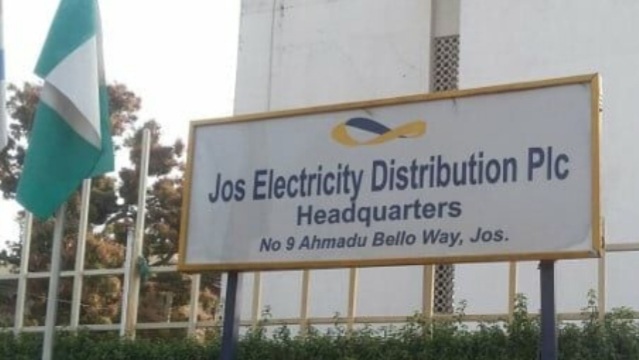 Jos Electricity Distribution Plc
Headquarters
No 9 Ahmadu Bello Way, Jos.